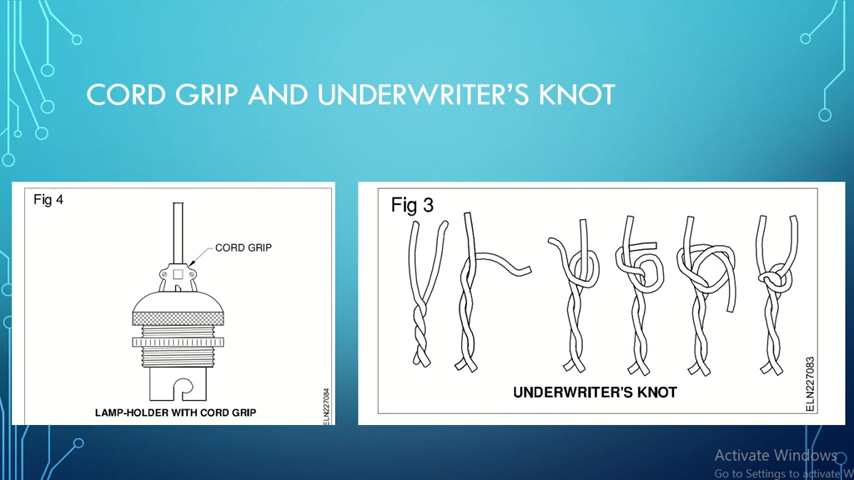 CORD GRIP AND UNDERWRITER'S KNOT
Fig 4
CORD GRIP
LAMP-HOLDER WITH CORD GRIP
ELN227084
Fig 3
UNDERWRITER'S KNOT
ELN227083
Activate Windows
Go to Settings to activate W